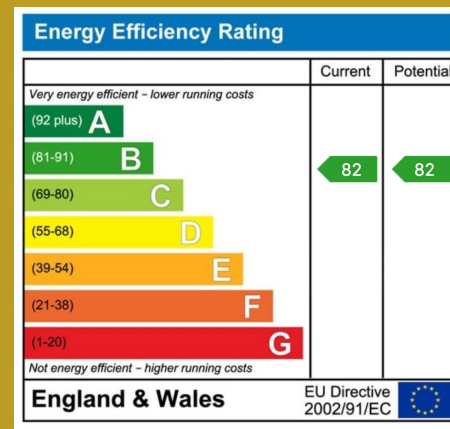 Energy Efficiency Rating
Current Potential
Very energy efficient – lower running costs
(92 plus) A
(81-91) B
82 82
(69-80) C
(55-68) D
(39-54) E
(21-38) F
(1-20) G
Not energy efficient – higher running costs
England & Wales
EU Directive
2002/91/EC